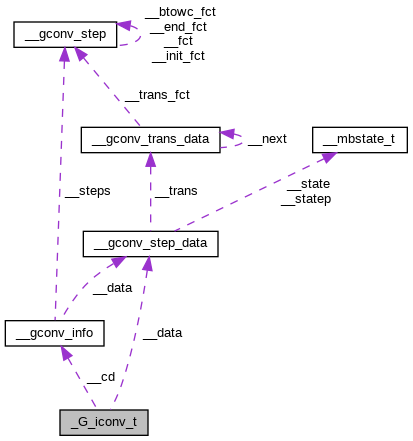 __btowc_fct
__end_fct
__fct
__init_fct
__gconv_step
__trans_fct
__gconv_trans_data
__next
__mbstate_t
__steps
__trans
__state
__statep
__gconv_step_data
__data
__gconv_info
__data
__cd
_G_iconv_t